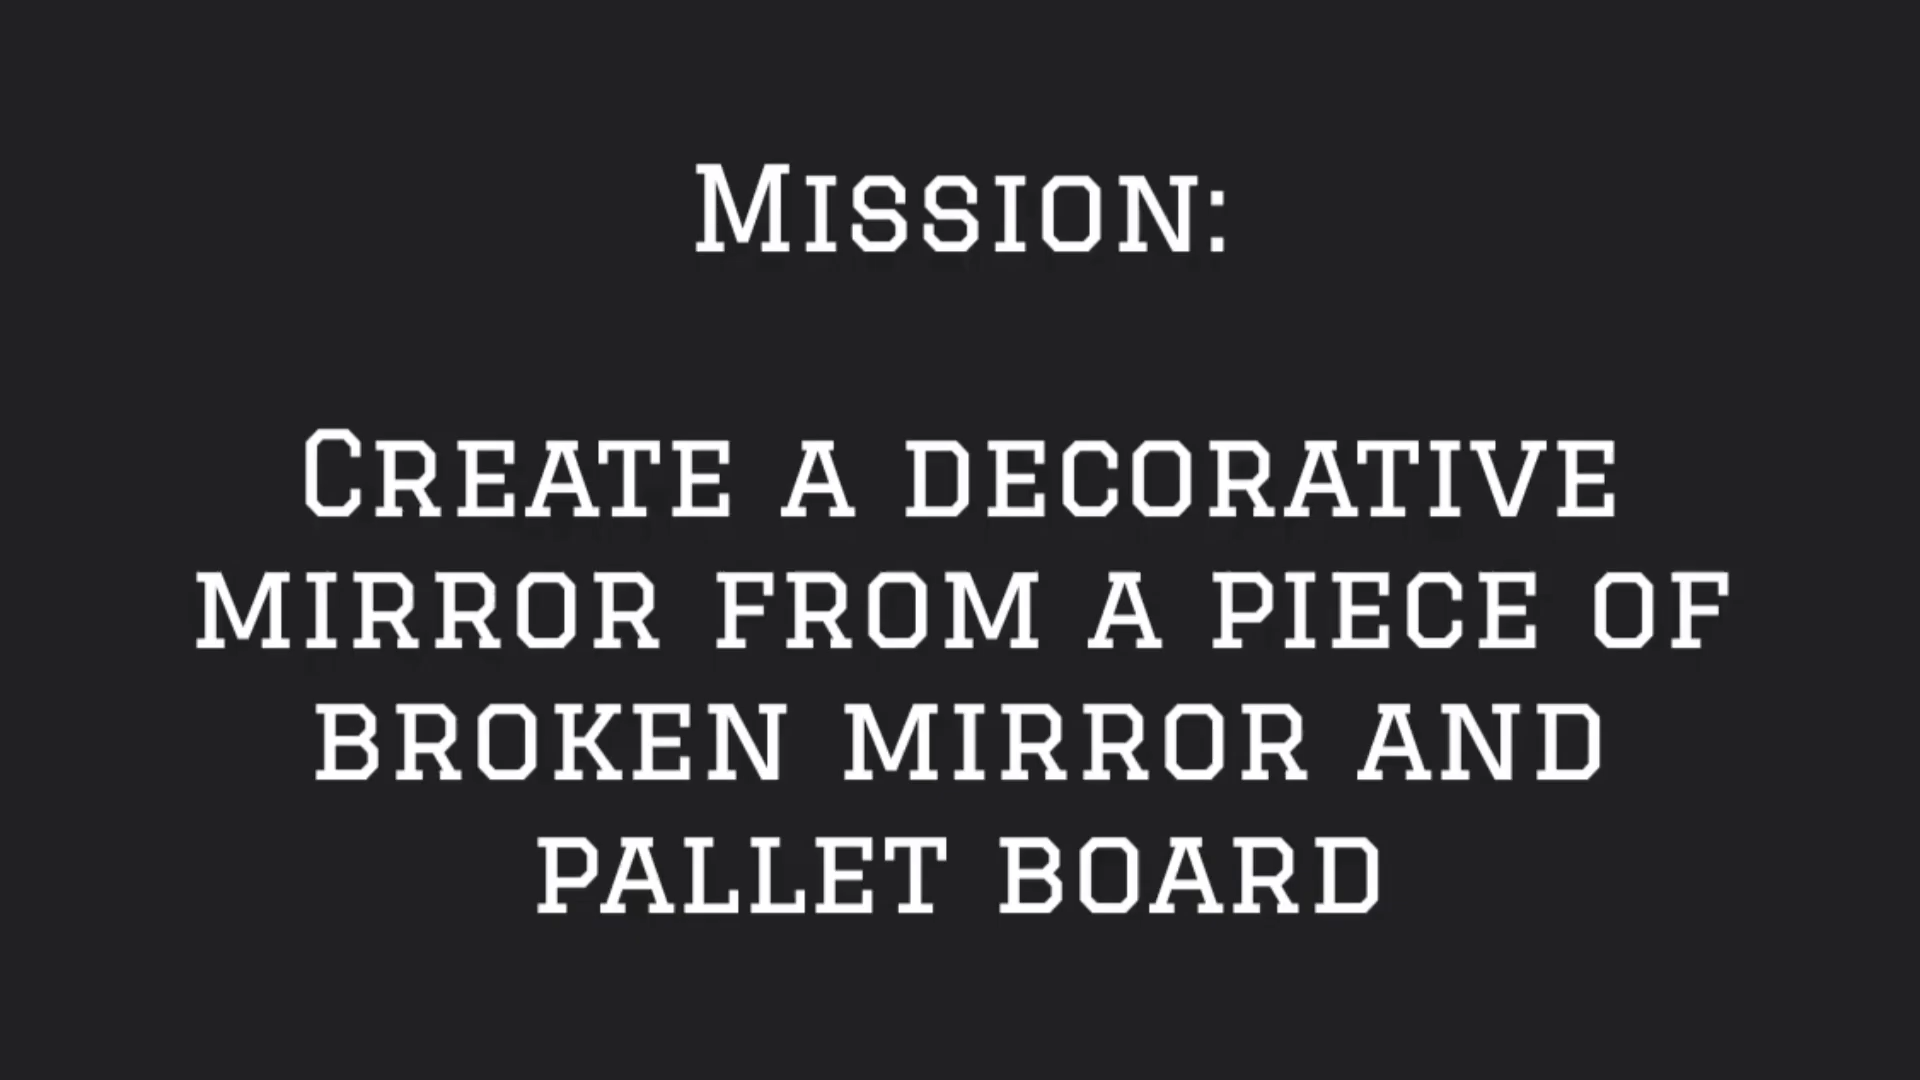 Mission:
Create a decorative
mirror from a piece of
broken mirror and
pallet board